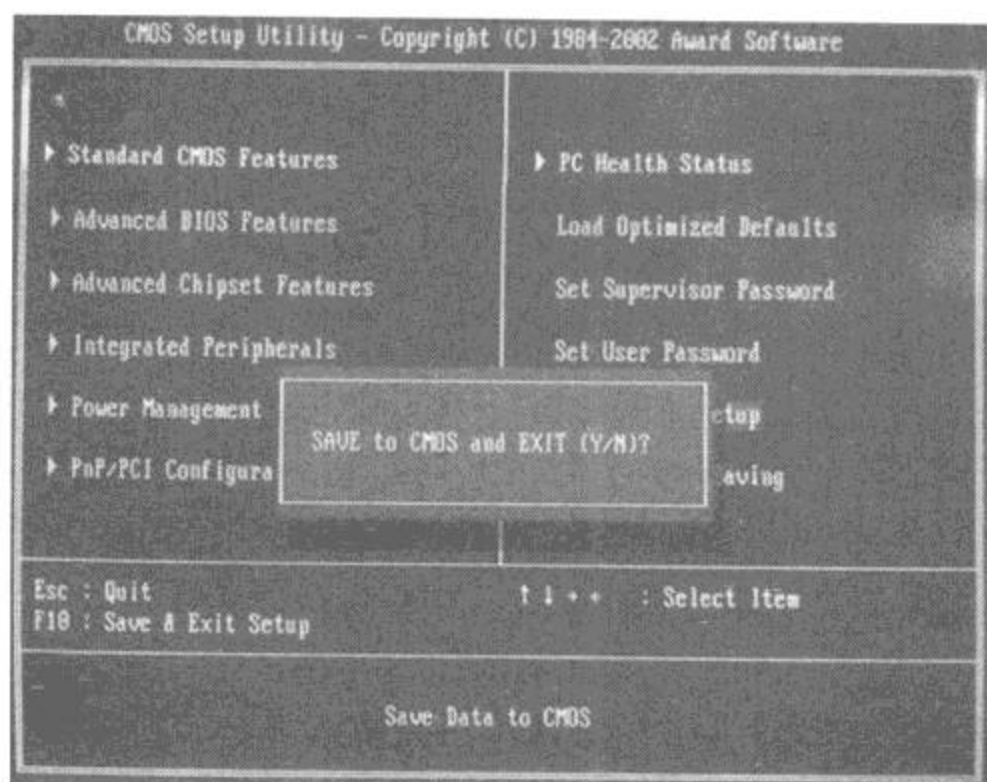 CMOS Setup Utility - Copyright (C) 1984-2002 Award Software
▶ Standard CMOS Features
▶ Advanced BIOS Features
▶ Advanced Chipset Features
▶ Integrated Peripherals
▶ Power Management
▶ PnP/PCI Configura
▶ PC Health Status
Load Optimized Defaults
Set Supervisor Password
Set User Password
etup
aving
SAVE to CMOS and EXIT (Y/N)?
Esc : Quit
F10 : Save & Exit Setup
↑ ↓ → ← : Select Item
Save Data to CMOS